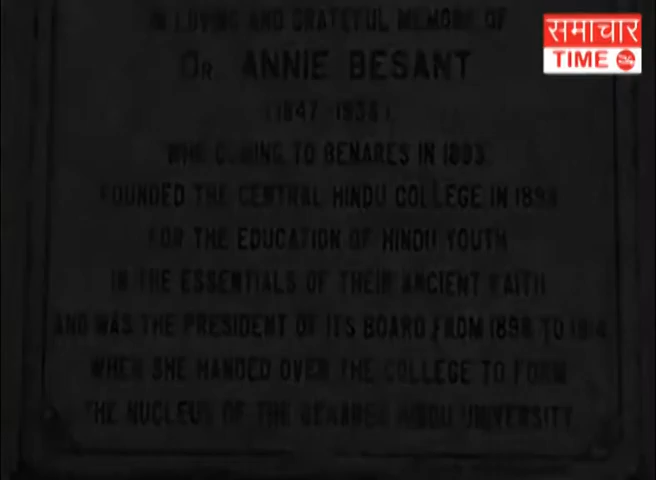 समाचार
TIME 24
IN LOVING AND GRATEFUL MEMORY OF
DR ANNIE BESANT
WHO COMING TO BENARES IN 1893
FOUNDED THE CENTRAL HINDU COLLEGE IN 1898
FOR THE EDUCATION OF HINDU YOUTH
IN THE ESSENTIALS OF THEIR ANCIENT FAITH
AND WAS THE PRESIDENT OF ITS BOARD FROM 1898 TO
WHEN SHE HANDED OVER THE COLLEGE TO FORM
THE NUCLEUS OF THE BENARES HINDU UNIVERSITY